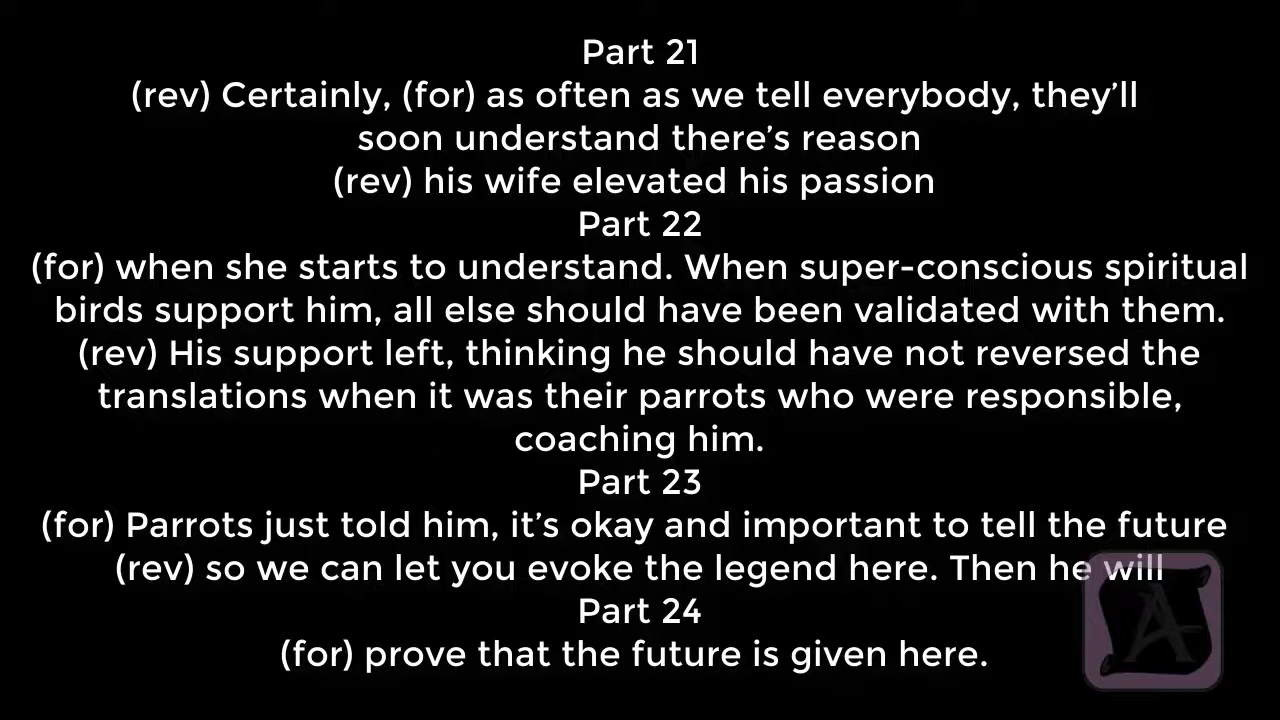 Part 21
(rev) Certainly, (for) as often as we tell everybody, they’ll
soon understand there’s reason
(rev) his wife elevated his passion
Part 22
(for) when she starts to understand. When super-conscious spiritual
birds support him, all else should have been validated with them.
(rev) His support left, thinking he should have not reversed the
translations when it was their parrots who were responsible,
coaching him.
Part 23
(for) Parrots just told him, it’s okay and important to tell the future
(rev) so we can let you evoke the legend here. Then he will
Part 24
(for) prove that the future is given here.
A